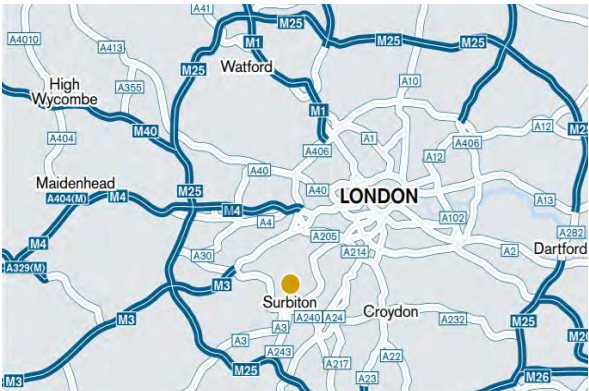 A41
M25
A4010
A413
M1
M25
M25
Watford
M25
A10
High
Wycombe
A355
M1
M40
A404
A406
A1
A406
A12
M25
A12
A40
Maidenhead
A404(M)
M4
M25
A40
LONDON
A13
M4
A4
A102
A205
A282
M4
A30
A214
A2
Dartford
A329(M)
M3
Surbiton
Croydon
M3
A3
A240
A24
A232
M25
A3
A243
A217
A22
M25
M3
A23
M26